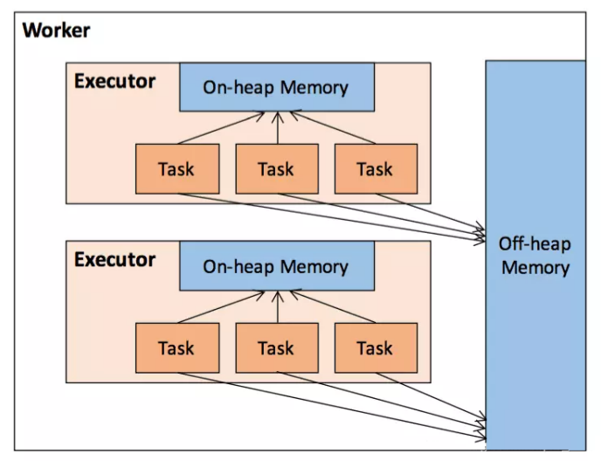 Worker
Executor
On-heap Memory
Task
Task
Task
Executor
On-heap Memory
Task
Task
Task
Off-heap
Memory